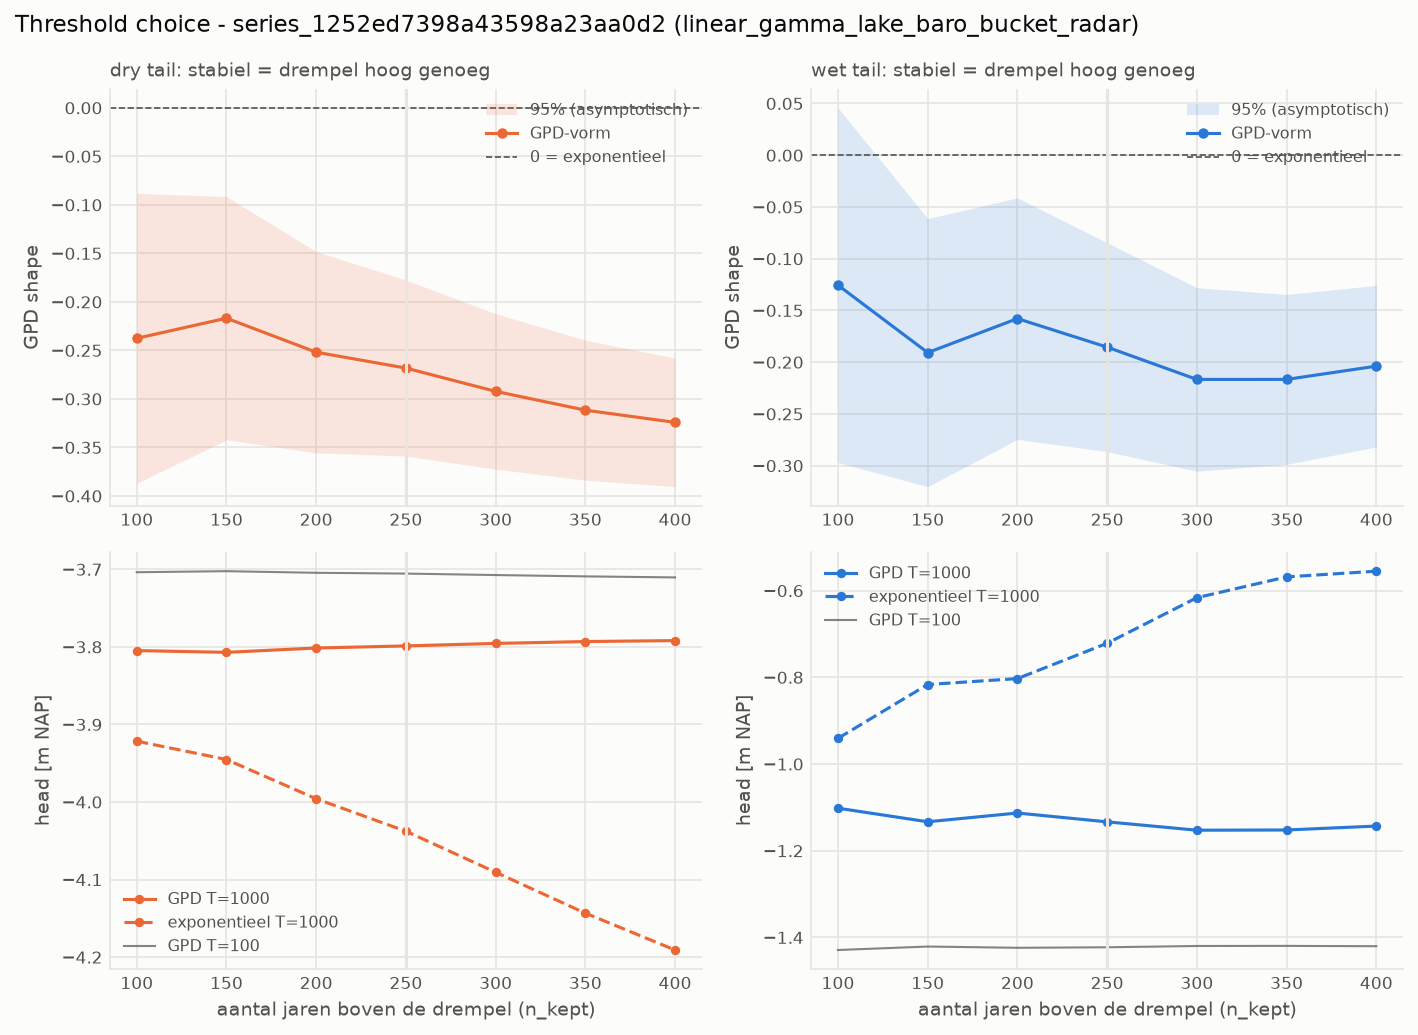 Threshold choice - series_1252ed7398a43598a23aa0d2 (linear_gamma_lake_baro_bucket_radar)
dry tail: stabiel = drempel hoog genoeg
0.00
−0.05
−0.10
−0.15
−0.20
−0.25
−0.30
−0.35
−0.40
GPD shape
95% (asymptotisch)
GPD-vorm
0 = exponentieel
100 150 200 250 300 350 400
wet tail: stabiel = drempel hoog genoeg
0.05
0.00
−0.05
−0.10
−0.15
−0.20
−0.25
−0.30
GPD shape
95% (asymptotisch)
GPD-vorm
0 = exponentieel
100 150 200 250 300 350 400
−3.7
−3.8
−3.9
−4.0
−4.1
−4.2
head [m NAP]
GPD T=1000
exponentieel T=1000
GPD T=100
100 150 200 250 300 350 400
aantal jaren boven de drempel (n_kept)
−0.6
−0.8
−1.0
−1.2
−1.4
head [m NAP]
GPD T=1000
exponentieel T=1000
GPD T=100
100 150 200 250 300 350 400
aantal jaren boven de drempel (n_kept)